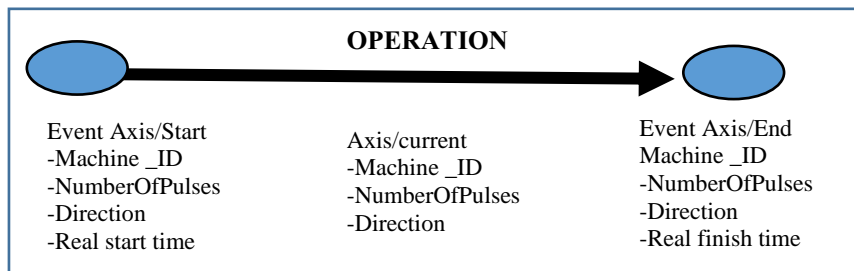 OPERATION
Event Axis/Start
-Machine _ID
-NumberOfPulses
-Direction
-Real start time
Axis/current
-Machine _ID
-NumberOfPulses
-Direction
Event Axis/End
Machine _ID
-NumberOfPulses
-Direction
-Real finish time